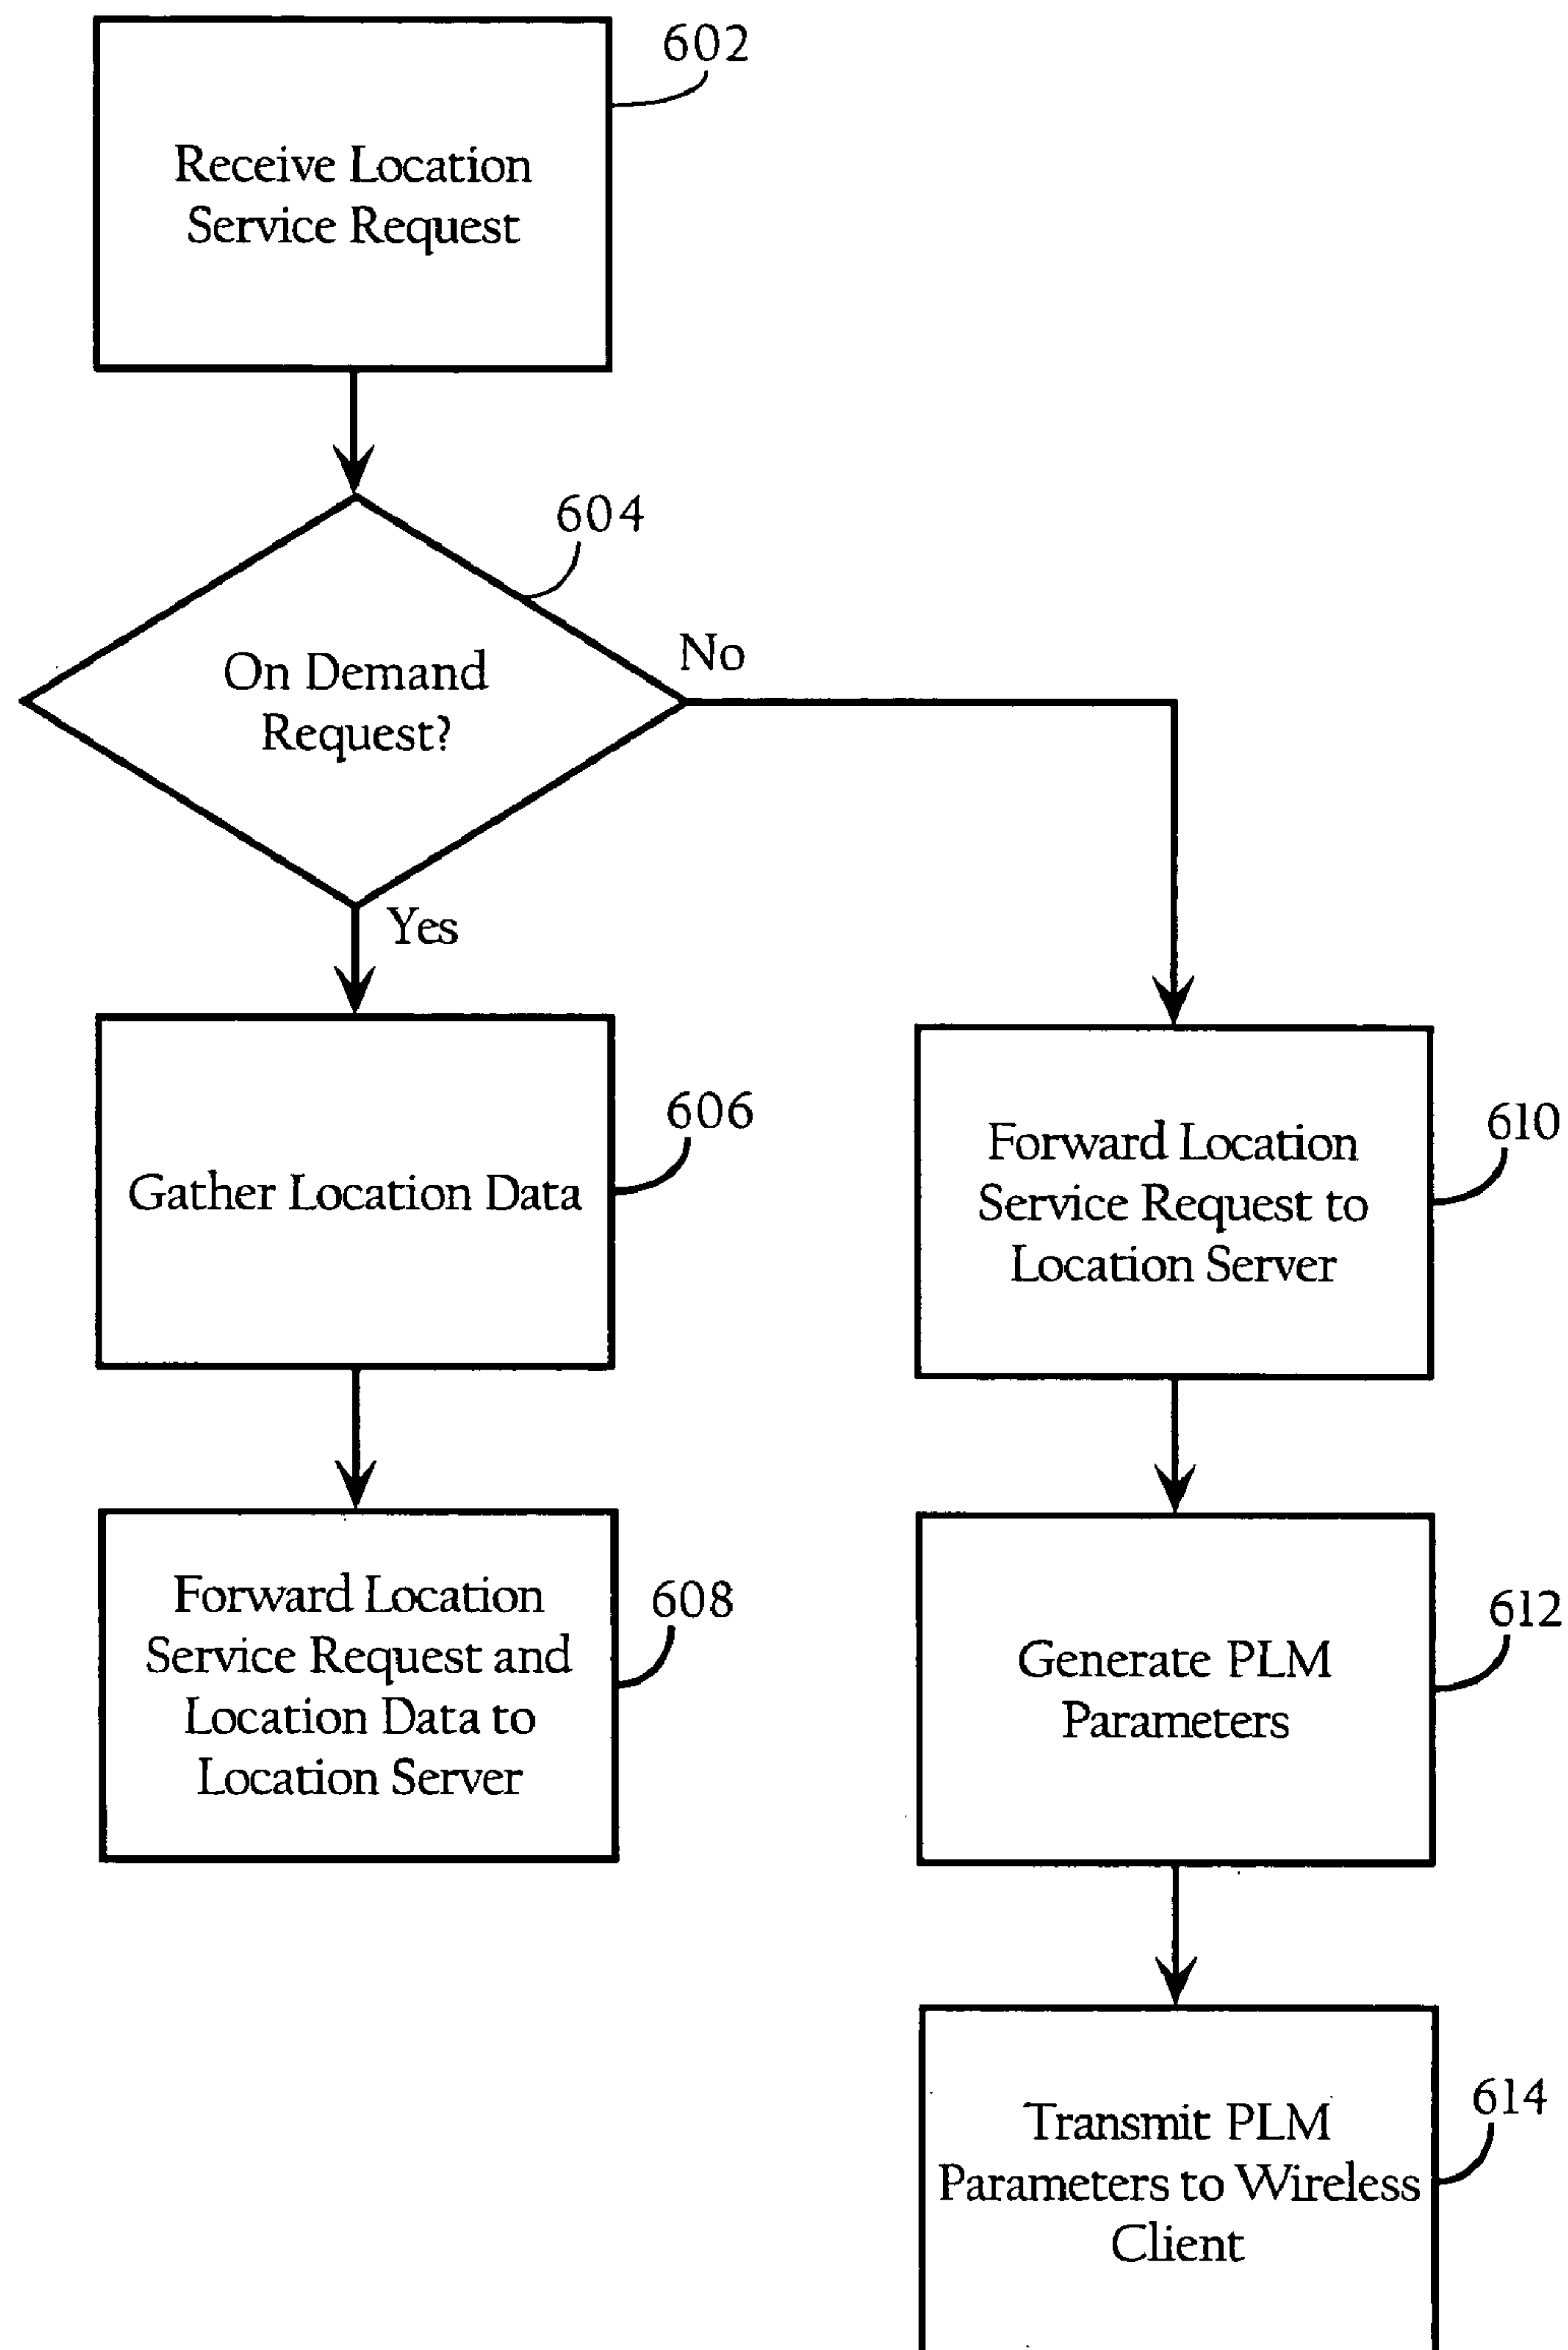 602
Receive Location
Service Request
604
On Demand
Request?
No
Yes
606
Gather Location Data
610
Forward Location
Service Request to
Location Server
608
Forward Location
Service Request and
Location Data to
Location Server
612
Generate PLM
Parameters
614
Transmit PLM
Parameters to Wireless
Client